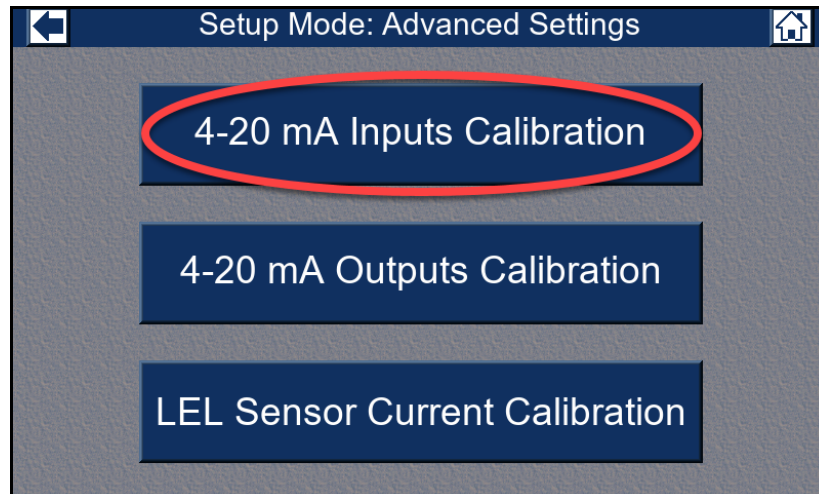 Setup Mode: Advanced Settings
4-20 mA Inputs Calibration
4-20 mA Outputs Calibration
LEL Sensor Current Calibration